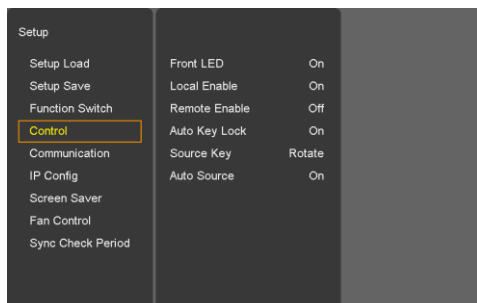 Setup
Setup Load
Setup Save
Function Switch
Control
Communication
IP Config
Screen Saver
Fan Control
Sync Check Period
Front LED On
Local Enable On
Remote Enable Off
Auto Key Lock On
Source Key Rotate
Auto Source On